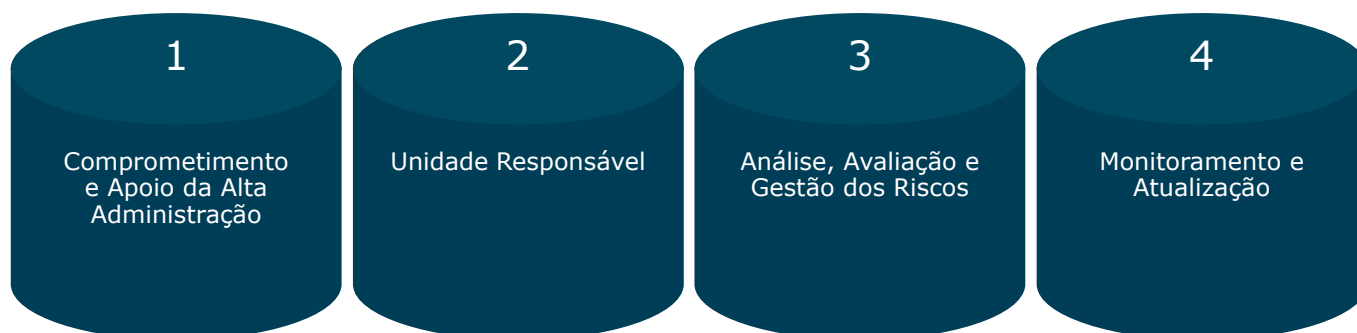 1
Comprometimento
e Apoio da Alta
Administração
2
Unidade Responsável
3
Análise, Avaliação e
Gestão dos Riscos
4
Monitoramento e
Atualização